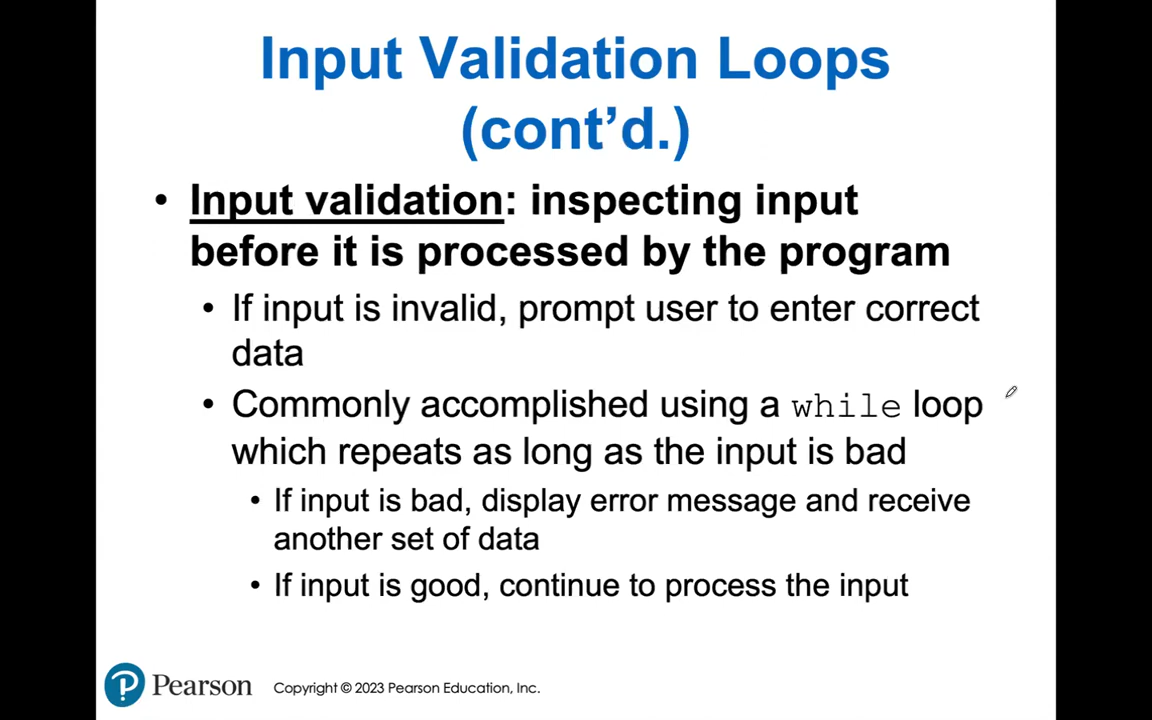 Input Validation Loops
(cont’d.)
• Input validation: inspecting input
before it is processed by the program
• If input is invalid, prompt user to enter correct
data
• Commonly accomplished using a while loop
which repeats as long as the input is bad
• If input is bad, display error message and receive
another set of data
• If input is good, continue to process the input
P Pearson Copyright © 2023 Pearson Education, Inc.